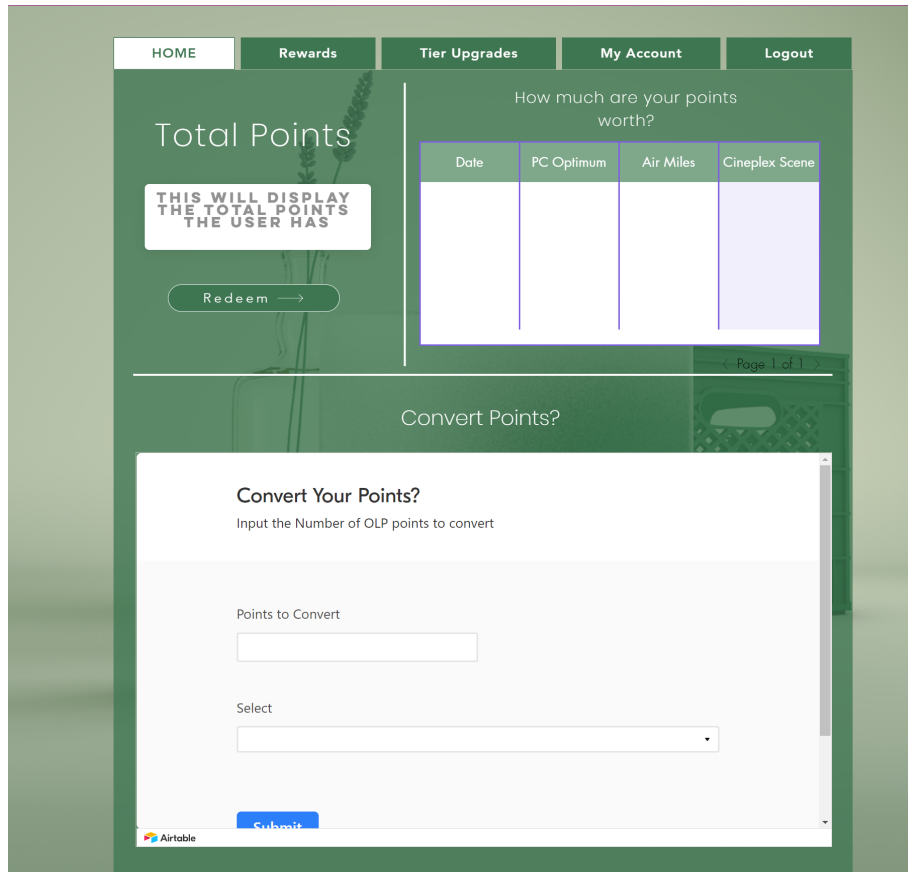 HOME Rewards Tier Upgrades My Account Logout
Total Points
THIS WILL DISPLAY
THE TOTAL POINTS
THE USER HAS
Redeem
How much are your points
worth?
Date PC Optimum Air Miles Cineplex Scene
Page 1 of 1
Convert Points?
Convert Your Points?
Input the Number of OLP points to convert
Points to Convert
Select
Submit
Airtable